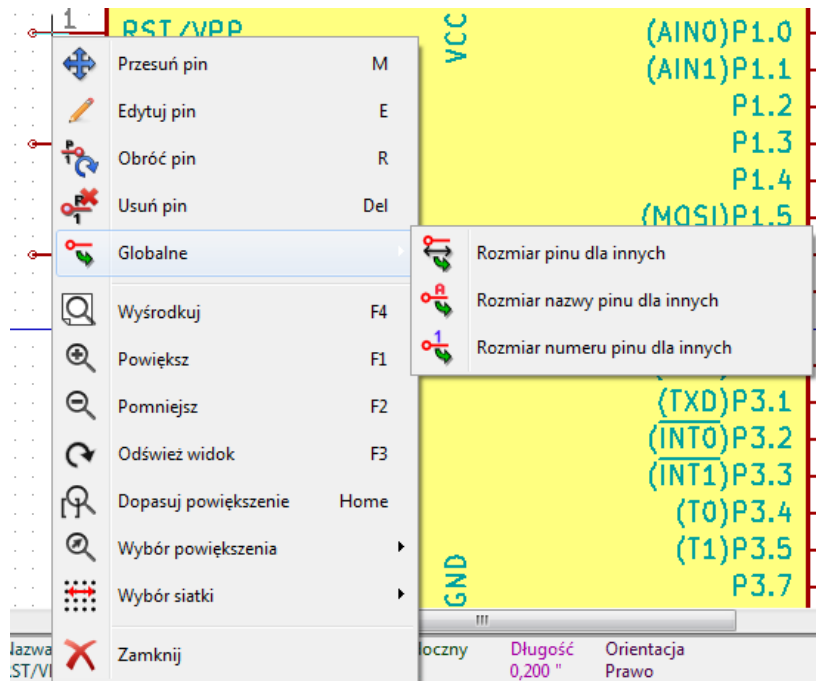 1
RST/VPP
VCC
(AIN0)P1.0
(AIN1)P1.1
P1.2
P1.3
P1.4
(MOSI)P1.5
Przesuń pin M
Edytuj pin E
Obróć pin R
Usuń pin Del
Globalne
Rozmiar pinu dla innych
Rozmiar nazwy pinu dla innych
Rozmiar numeru pinu dla innych
Wyśrodkuj F4
Powiększ F1
Pomniejsz F2
Odśwież widok F3
Dopasuj powiększenie Home
Wybór powiększenia
Wybór siatki
Zamknij
(TXD)P3.1
(INT0)P3.2
(INT1)P3.3
(T0)P3.4
(T1)P3.5
P3.7
GND
Długość
0,200 "
Orientacja
Prawo